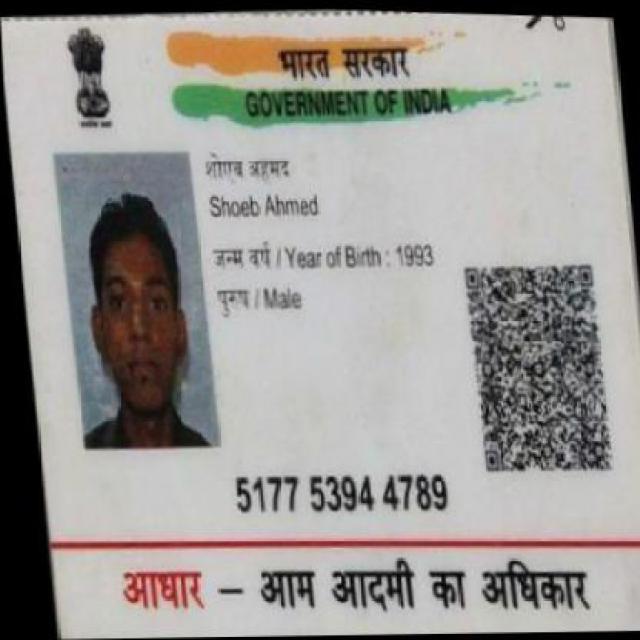 भारत सरकार
GOVERNMENT OF INDIA
शोएब अहमद
Shoeb Ahmed
जन्म वर्ष / Year of Birth : 1993
पुरुष / Male
5177 5394 4789
आधार – आम आदमी का अधिकार